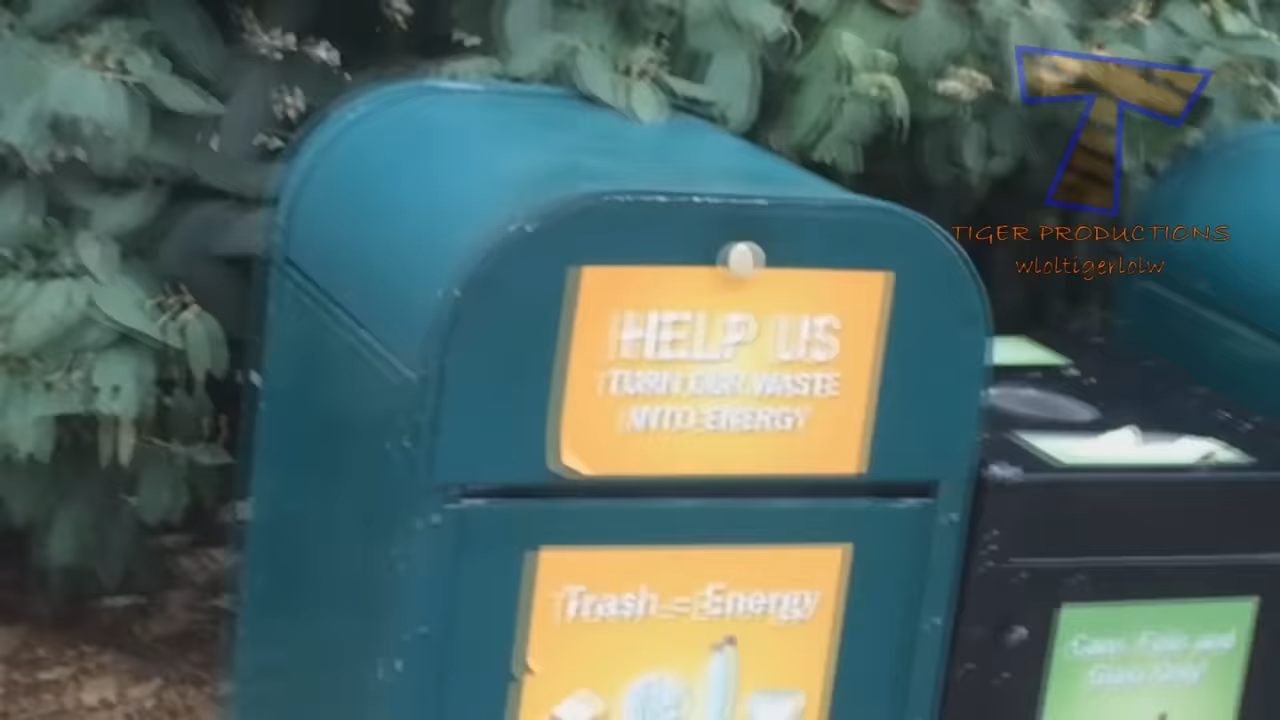 T
TIGER PRODUCTIONS
wloltigerlolw
HELP US
TURN OUR WASTE
INTO ENERGY
Trash = Energy